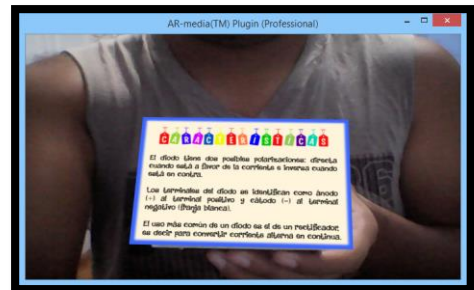 AR-media(TM) Plugin (Professional)
CARACTERÍSTICAS
El diodo tiene dos posibles polarizaciones: directa
cuando está a favor de la corriente e inversa cuando
está en contra.
Los terminales del diodo se identifican como ánodo
(+) al terminal positivo y cátodo (-) al terminal
negativo (franja blanca).
El uso más común de un diodo es el de un rectificador,
es decir para convertir corriente alterna en continua.